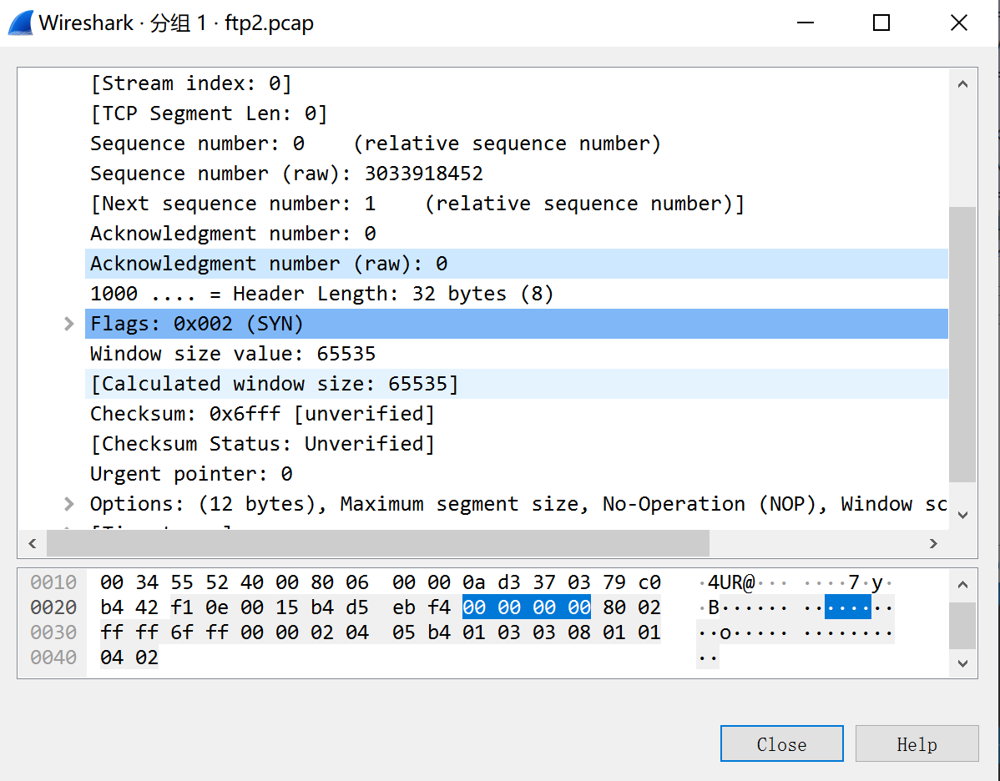 Wireshark · 分组 1 · ftp2.pcap
[Stream index: 0]
[TCP Segment Len: 0]
Sequence number: 0    (relative sequence number)
Sequence number (raw): 3033918452
[Next sequence number: 1    (relative sequence number)]
Acknowledgment number: 0
Acknowledgment number (raw): 0
1000 .... = Header Length: 32 bytes (8)
Flags: 0x002 (SYN)
Window size value: 65535
[Calculated window size: 65535]
Checksum: 0x6fff [unverified]
[Checksum Status: Unverified]
Urgent pointer: 0
Options: (12 bytes), Maximum segment size, No-Operation (NOP), Window sc
0010  00 34 55 52 40 00 80 06  00 00 0a d3 37 03 79 c0  ·4UR@··· ····7·y·
0020  b4 42 f1 0e 00 15 b4 d5  eb f4 00 00 00 00 80 02  ·B······ ········
0030  ff ff 6f ff 00 00 02 04  05 b4 01 03 03 08 01 01  ··o····· ········
0040  04 02  ··
Close
Help